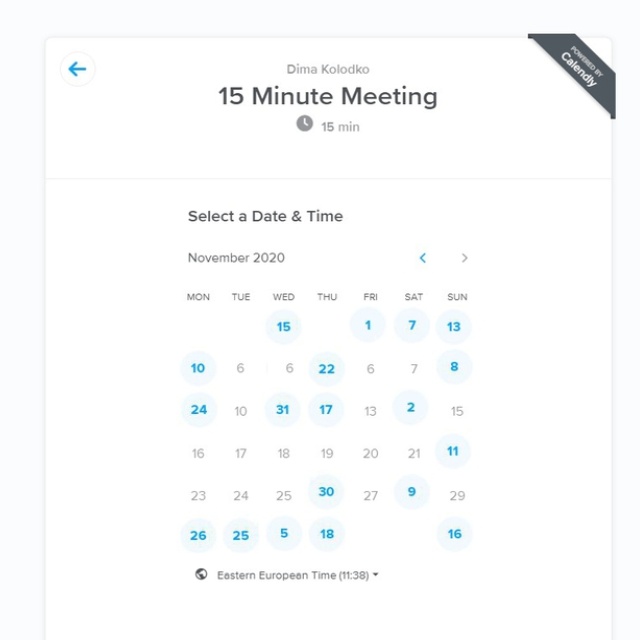 Dima Kolodko
15 Minute Meeting
15 min
POWERED BY
Calendly
Select a Date & Time
November 2020
MON TUE WED THU FRI SAT SUN
15 1 7 13
10 6 6 22 6 7 8
24 10 31 17 13 2 15
16 17 18 19 20 21 11
23 24 25 30 27 9 29
26 25 5 18 16
Eastern European Time (11:38)